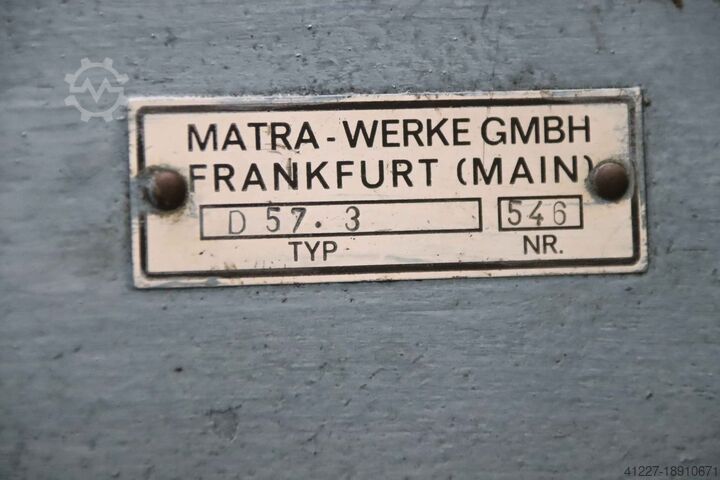 MATRA - WERKE GMBH
FRANKFURT (MAIN)
D 57.3 546
TYP NR.
41227-18910671